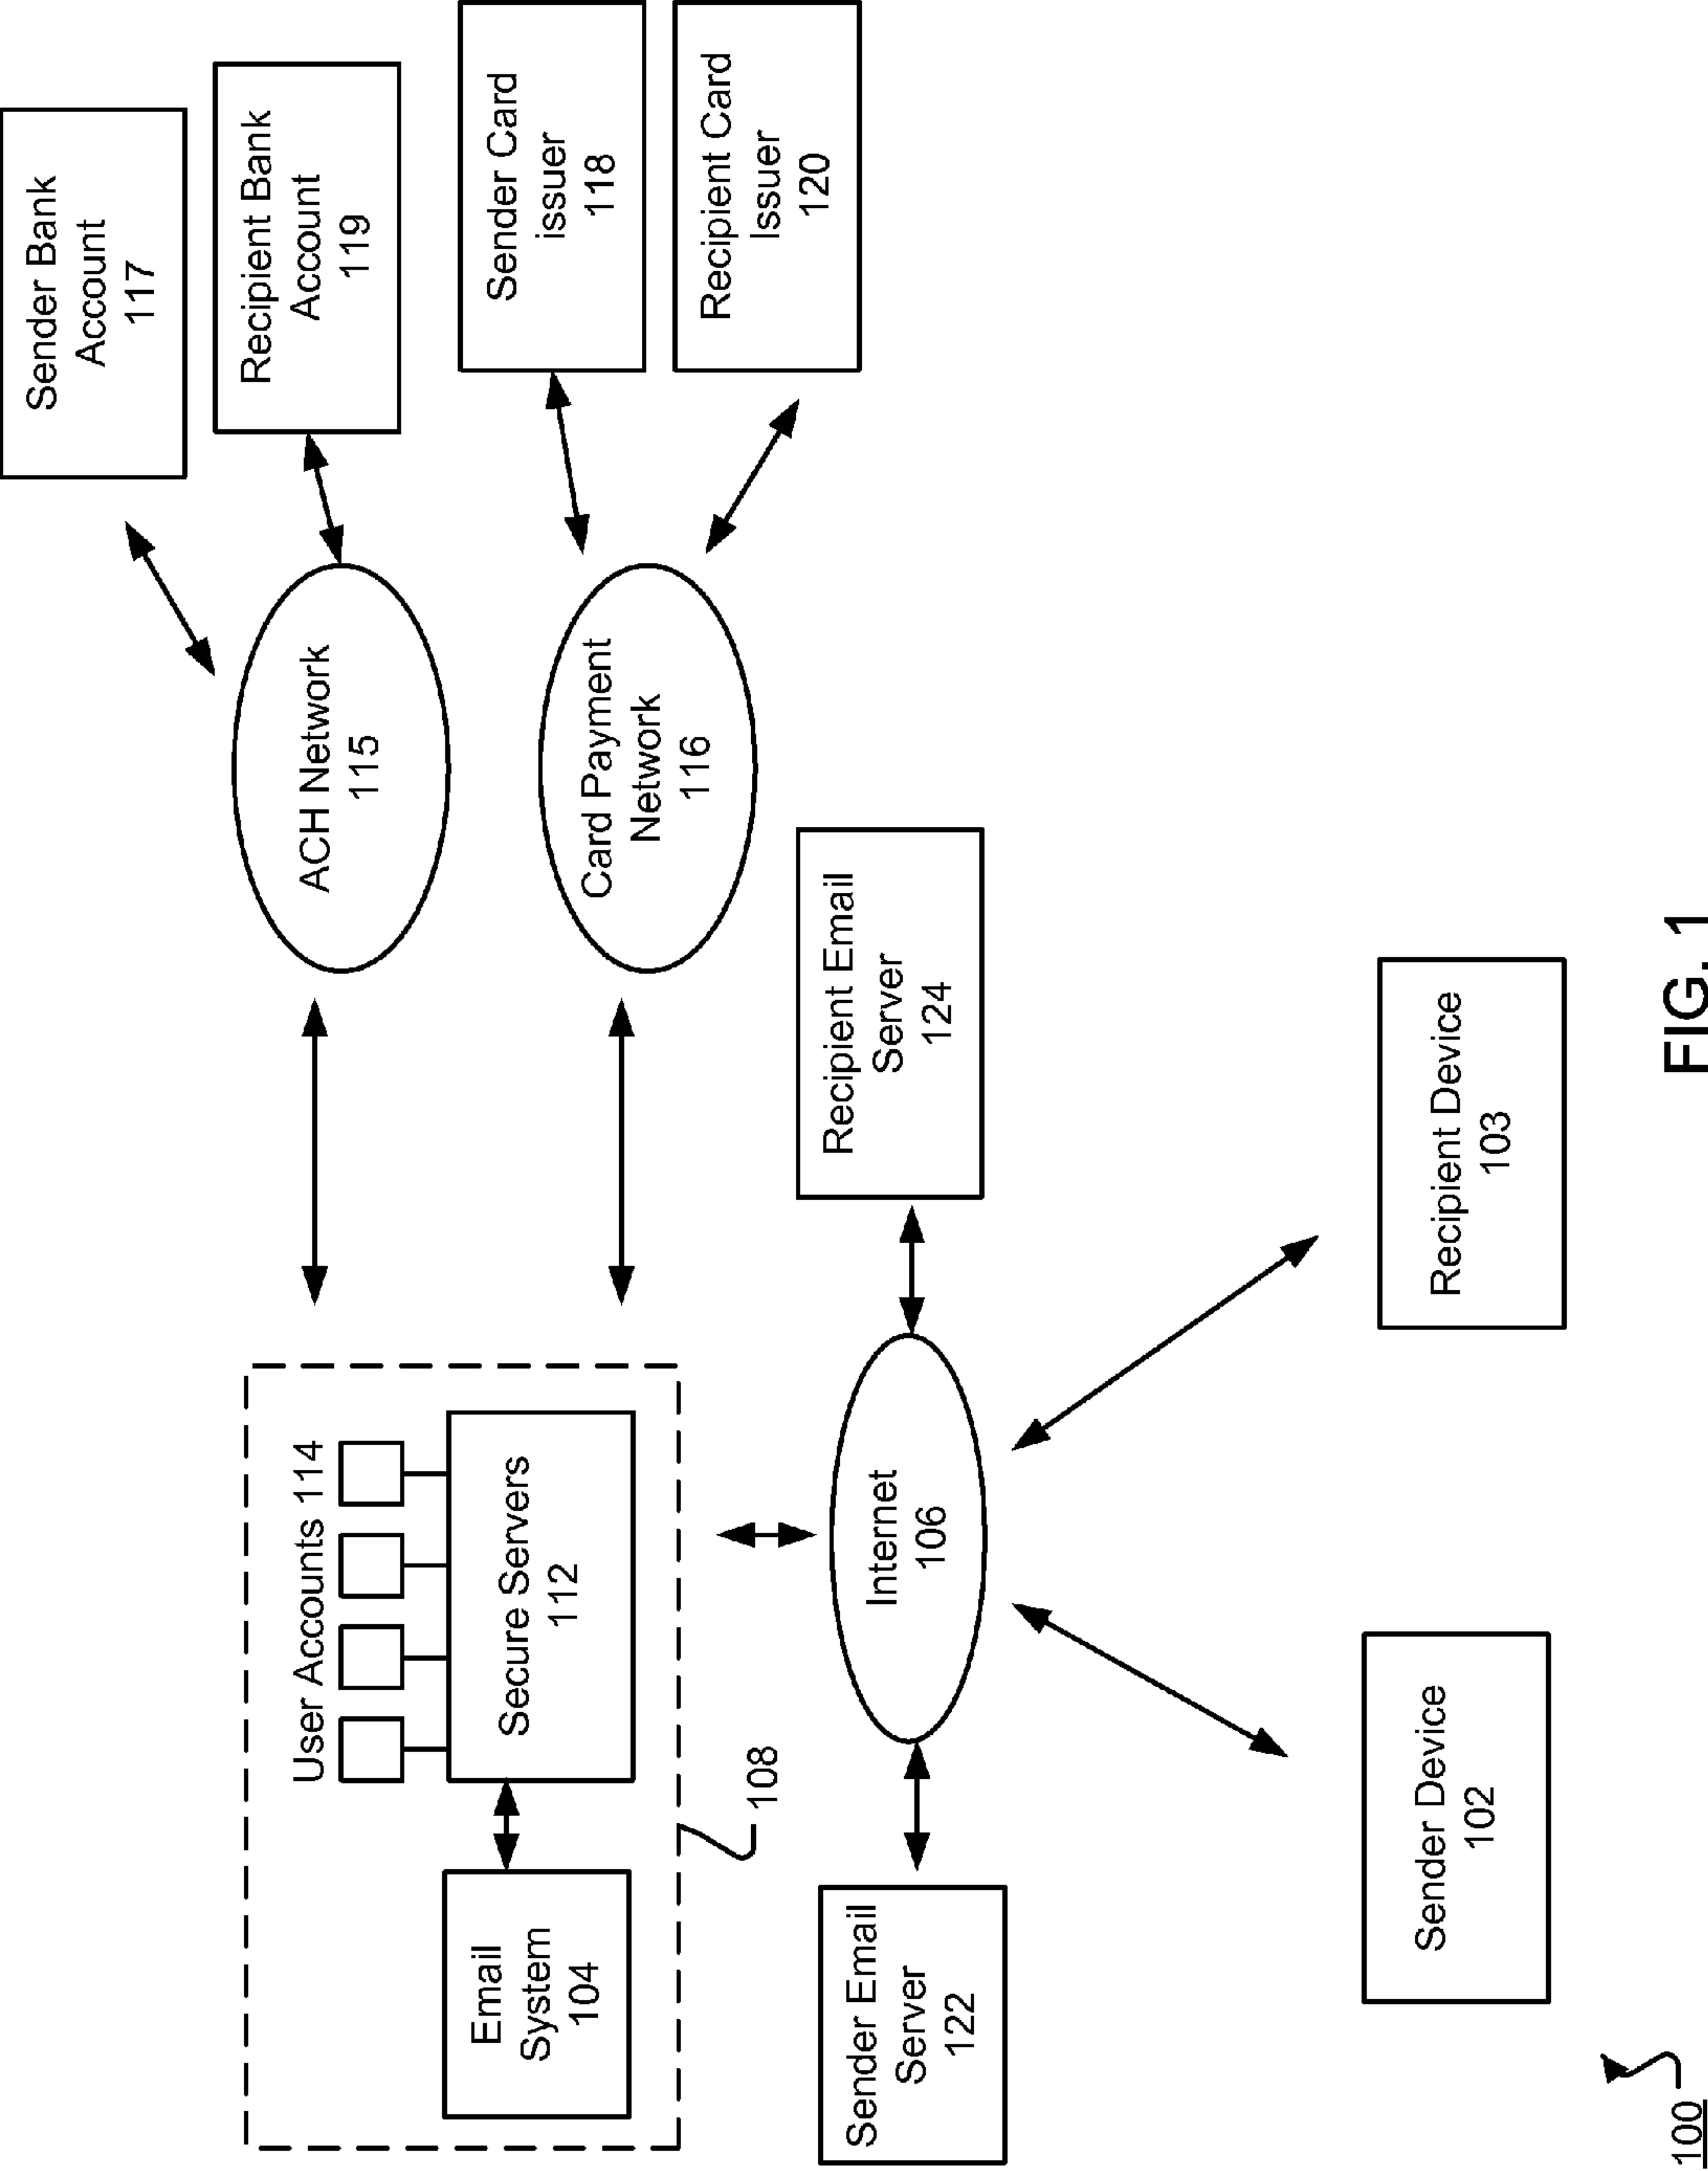 Sender Bank
Account
117
Recipient Bank
Account
119
Sender Card
issuer
118
Recipient Card
Issuer
120
ACH Network
115
Card Payment
Network
116
User Accounts 114
Secure Servers
112
Email
System
104
108
Recipient Email
Server
124
Internet
106
Sender Email
Server
122
Recipient Device
103
Sender Device
102
100
FIG. 1